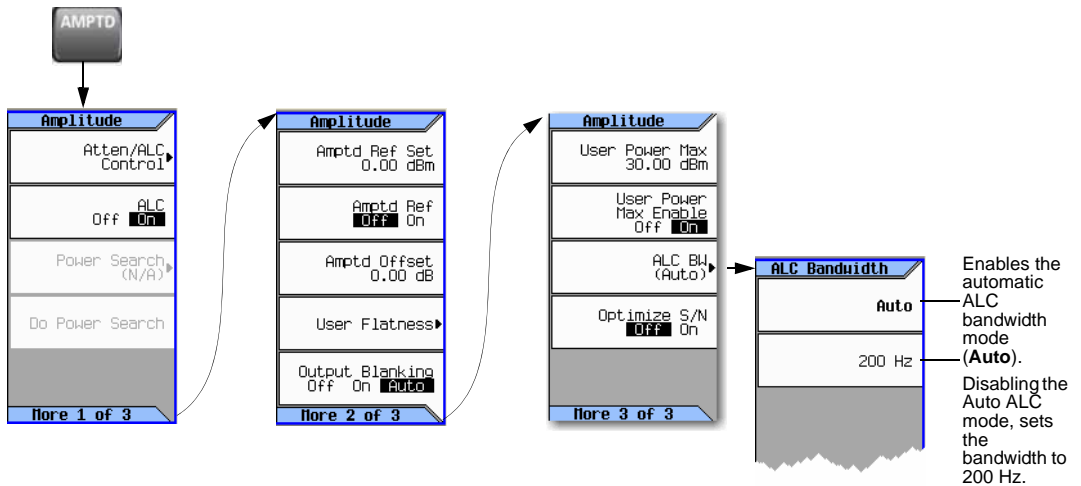 AMPTD
Amplitude
Atten/ALC
Control
ALC
Off On
Power Search
(N/A)
Do Power Search
More 1 of 3
Amplitude
Amptd Ref Set
0.00 dBm
Amptd Ref
Off On
Amptd Offset
0.00 dB
User Flatness
Output Blanking
Off On Auto
More 2 of 3
Amplitude
User Power Max
30.00 dBm
User Power
Max Enable
Off On
ALC BW
(Auto)
Optimize S/N
Off On
More 3 of 3
ALC Bandwidth
Auto
200 Hz
Enables the
automatic
ALC
bandwidth
mode
(Auto).
Disabling the
Auto ALC
mode, sets
the
bandwidth to
200 Hz.